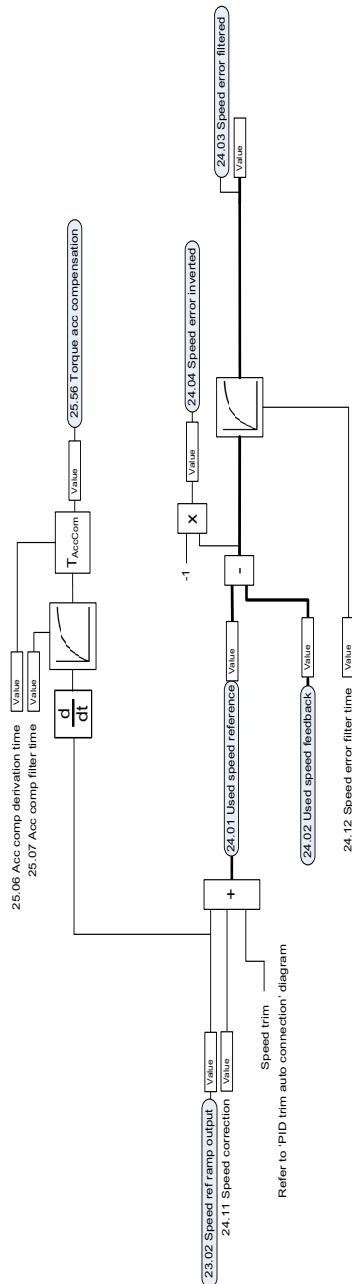 25.06 Acc comp derivation time
Value
25.07 Acc comp filter time
Value
d
dt
TAccCom
Value
25.56 Torque acc compensation
23.02 Speed ref ramp output
Value
24.11 Speed correction
Value
Speed trim
Refer to 'PID trim auto connection' diagram
+
24.01 Used speed reference
Value
24.02 Used speed feedback
Value
-
-1
x
Value
24.04 Speed error inverted
24.12 Speed error filter time
Value
24.03 Speed error filtered
Value